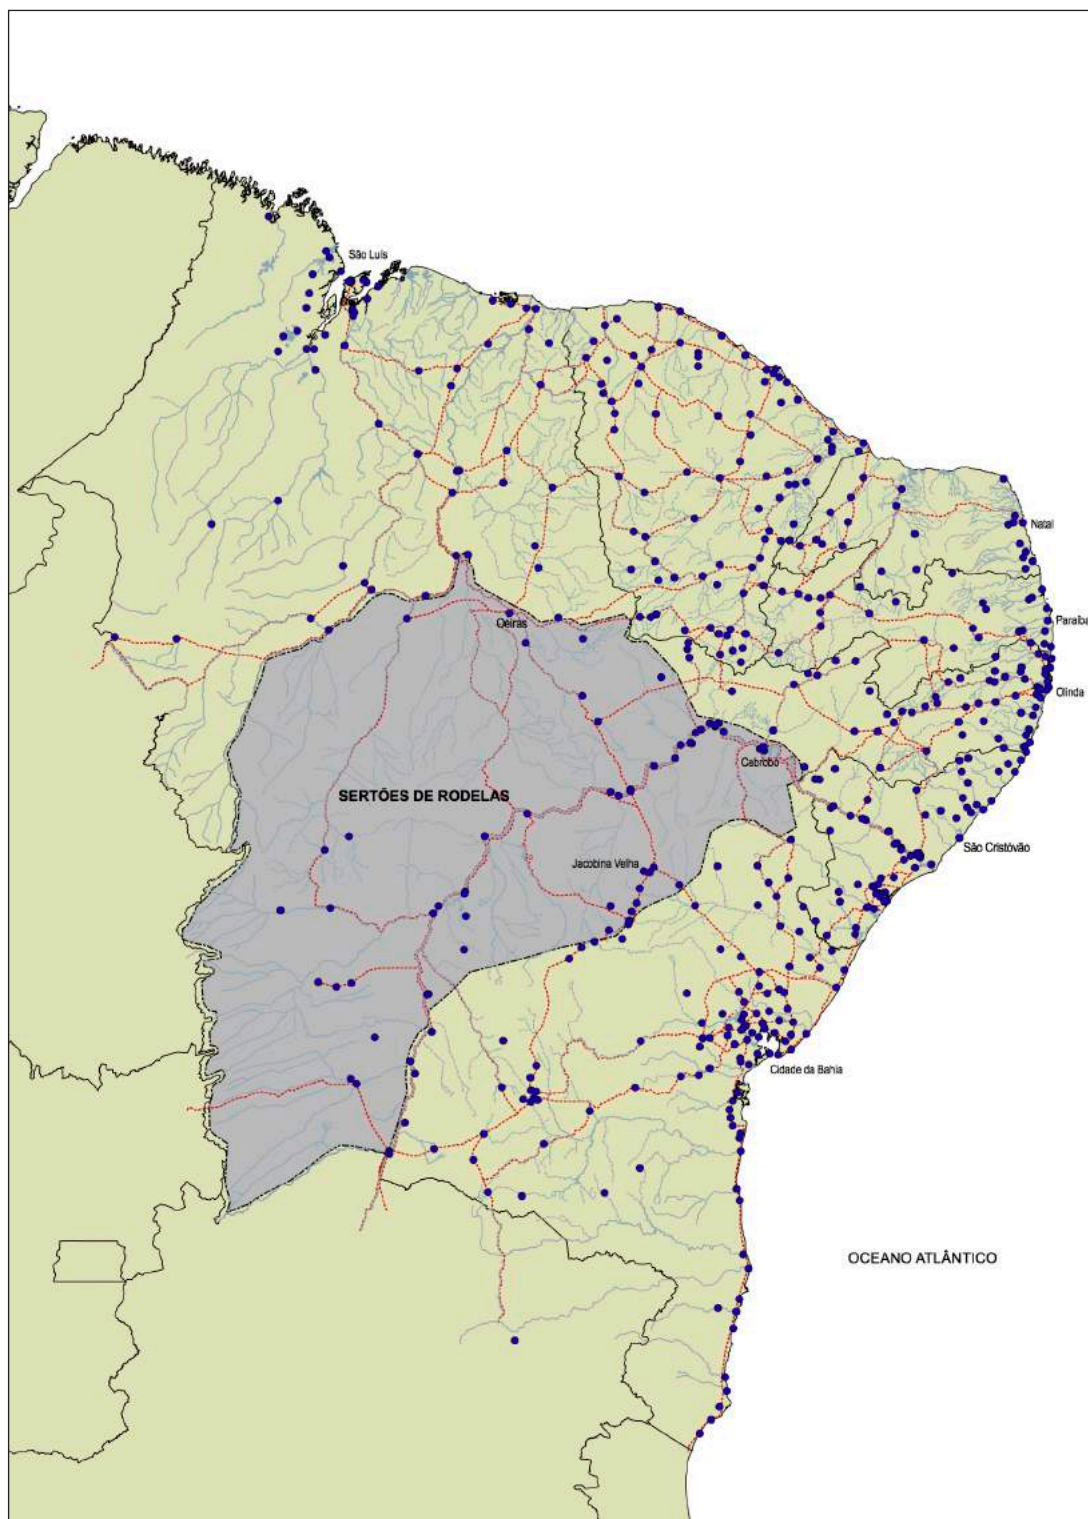 São Luís
Natal
Paraíba
Oeiras
Olinda
Cabrobó
SERTÕES DE RODELAS
São Cristóvão
Jacobina Velha
Cidade da Bahia
OCEANO ATLÂNTICO